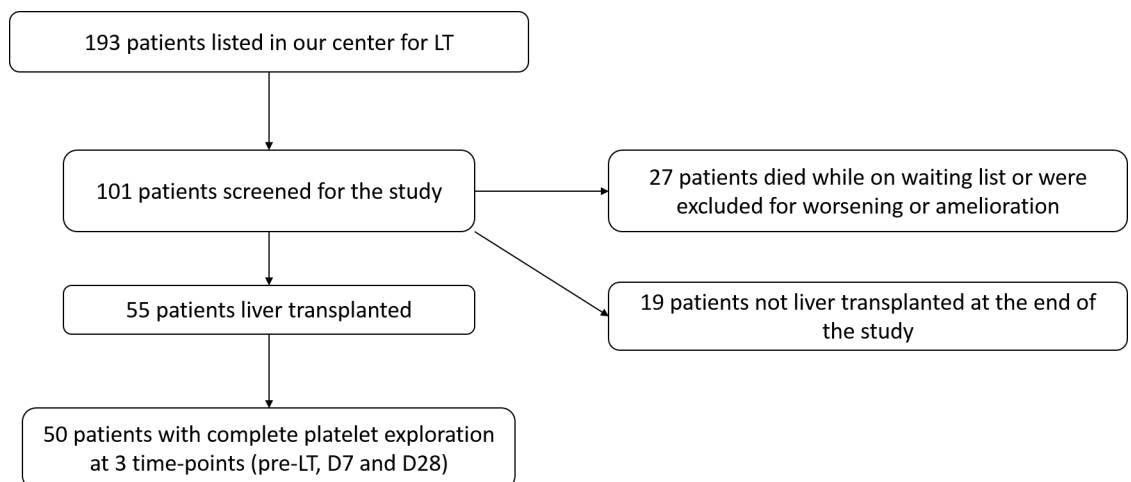 193 patients listed in our center for LT
101 patients screened for the study
27 patients died while on waiting list or were
excluded for worsening or amelioration
55 patients liver transplanted
19 patients not liver transplanted at the end of
the study
50 patients with complete platelet exploration
at 3 time-points (pre-LT, D7 and D28)